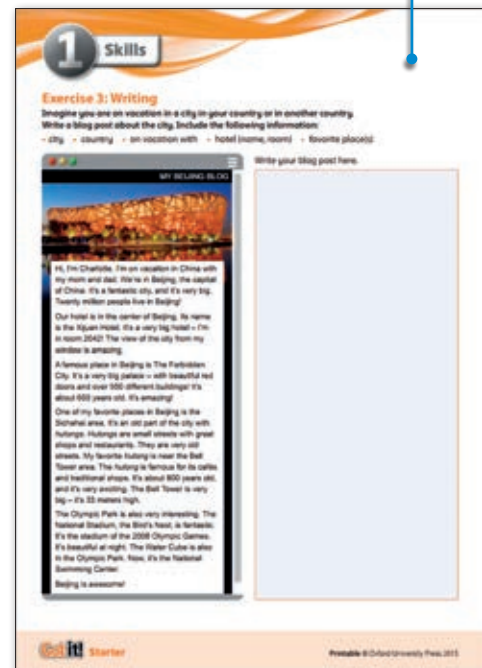 1
Skills
Exercise 3: Writing
Imagine you are on vacation in a city in your country or in another country.
Write a blog post about the city. Include the following information:
• city • country • on vacation with • hotel (name, room) • favorite place(s)
MY BEIJING BLOG
Write your blog post here.
Hi, I'm Charlotte. I'm on vacation in China with
my mom and dad. We're in Beijing, the capital
of China. It's a fantastic city, and it's very big.
Twenty million people live in Beijing!
Our hotel is in the center of Beijing. Its name
is the Xijuan Hotel. It's a very big hotel – I'm
in room 2042! The view of the city from my
window is amazing.
A famous place in Beijing is The Forbidden
City. It's a very big palace – with beautiful red
doors and over 900 different buildings! It's
about 600 years old. It's amazing!
One of my favorite places in Beijing is the
Shichahai area. It's an old part of the city with
hutongs. Hutongs are small streets with great
shops and restaurants. They are very old
streets. My favorite hutong is near the Bell
Tower area. The hutong is famous for its cafés
and traditional shops. It's about 800 years old,
and it's very exciting. The Bell Tower is very
big – it's 33 meters high.
The Olympic Park is also very interesting. The
National Stadium, the Bird's Nest, is fantastic.
It's the stadium of the 2008 Olympic Games.
It's beautiful at night. The Water Cube is also
in the Olympic Park. Now, it's the National
Swimming Center.
Beijing is awesome!
Got it! Starter
Printable © Oxford University Press 2015